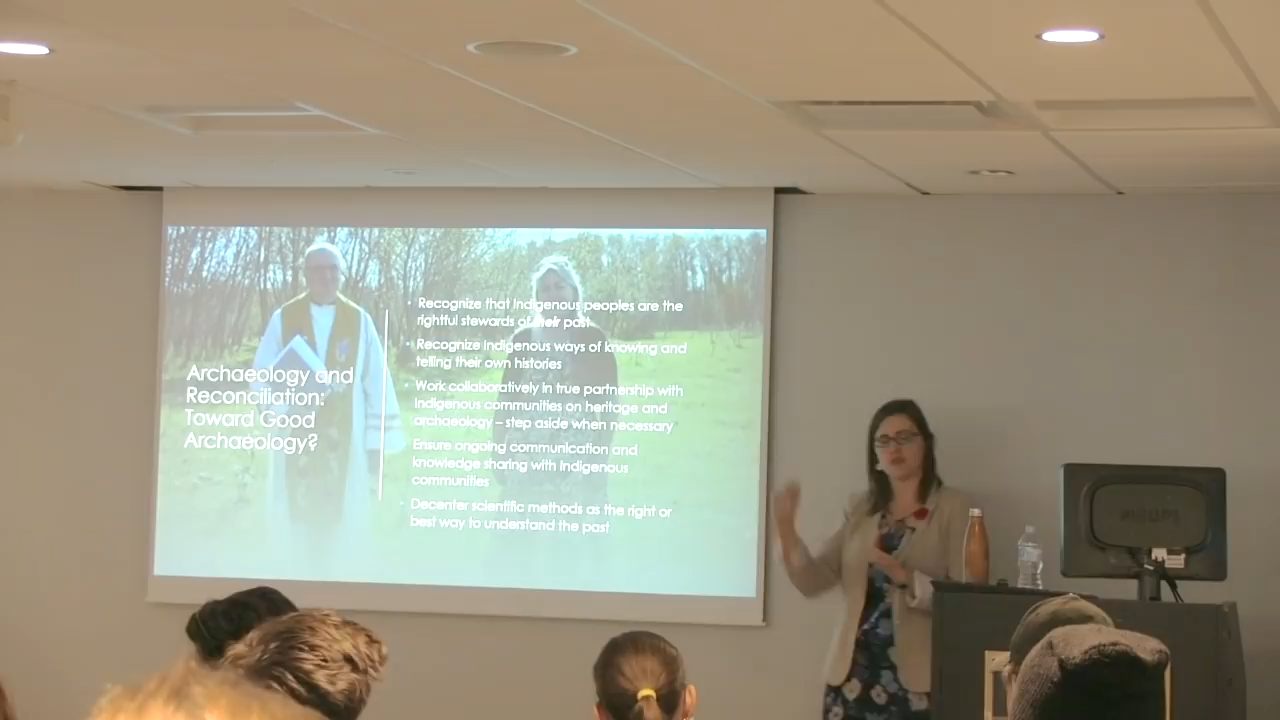 Archaeology and
Reconciliation:
Toward Good
Archaeology?
• Recognize that Indigenous peoples are the
rightful stewards of their past
• Recognize Indigenous ways of knowing and
telling their own histories
• Work collaboratively in true partnership with
Indigenous communities on heritage and
archaeology – step aside when necessary
• Ensure ongoing communication and
knowledge sharing with Indigenous
communities
• Decenter scientific methods as the right or
best way to understand the past